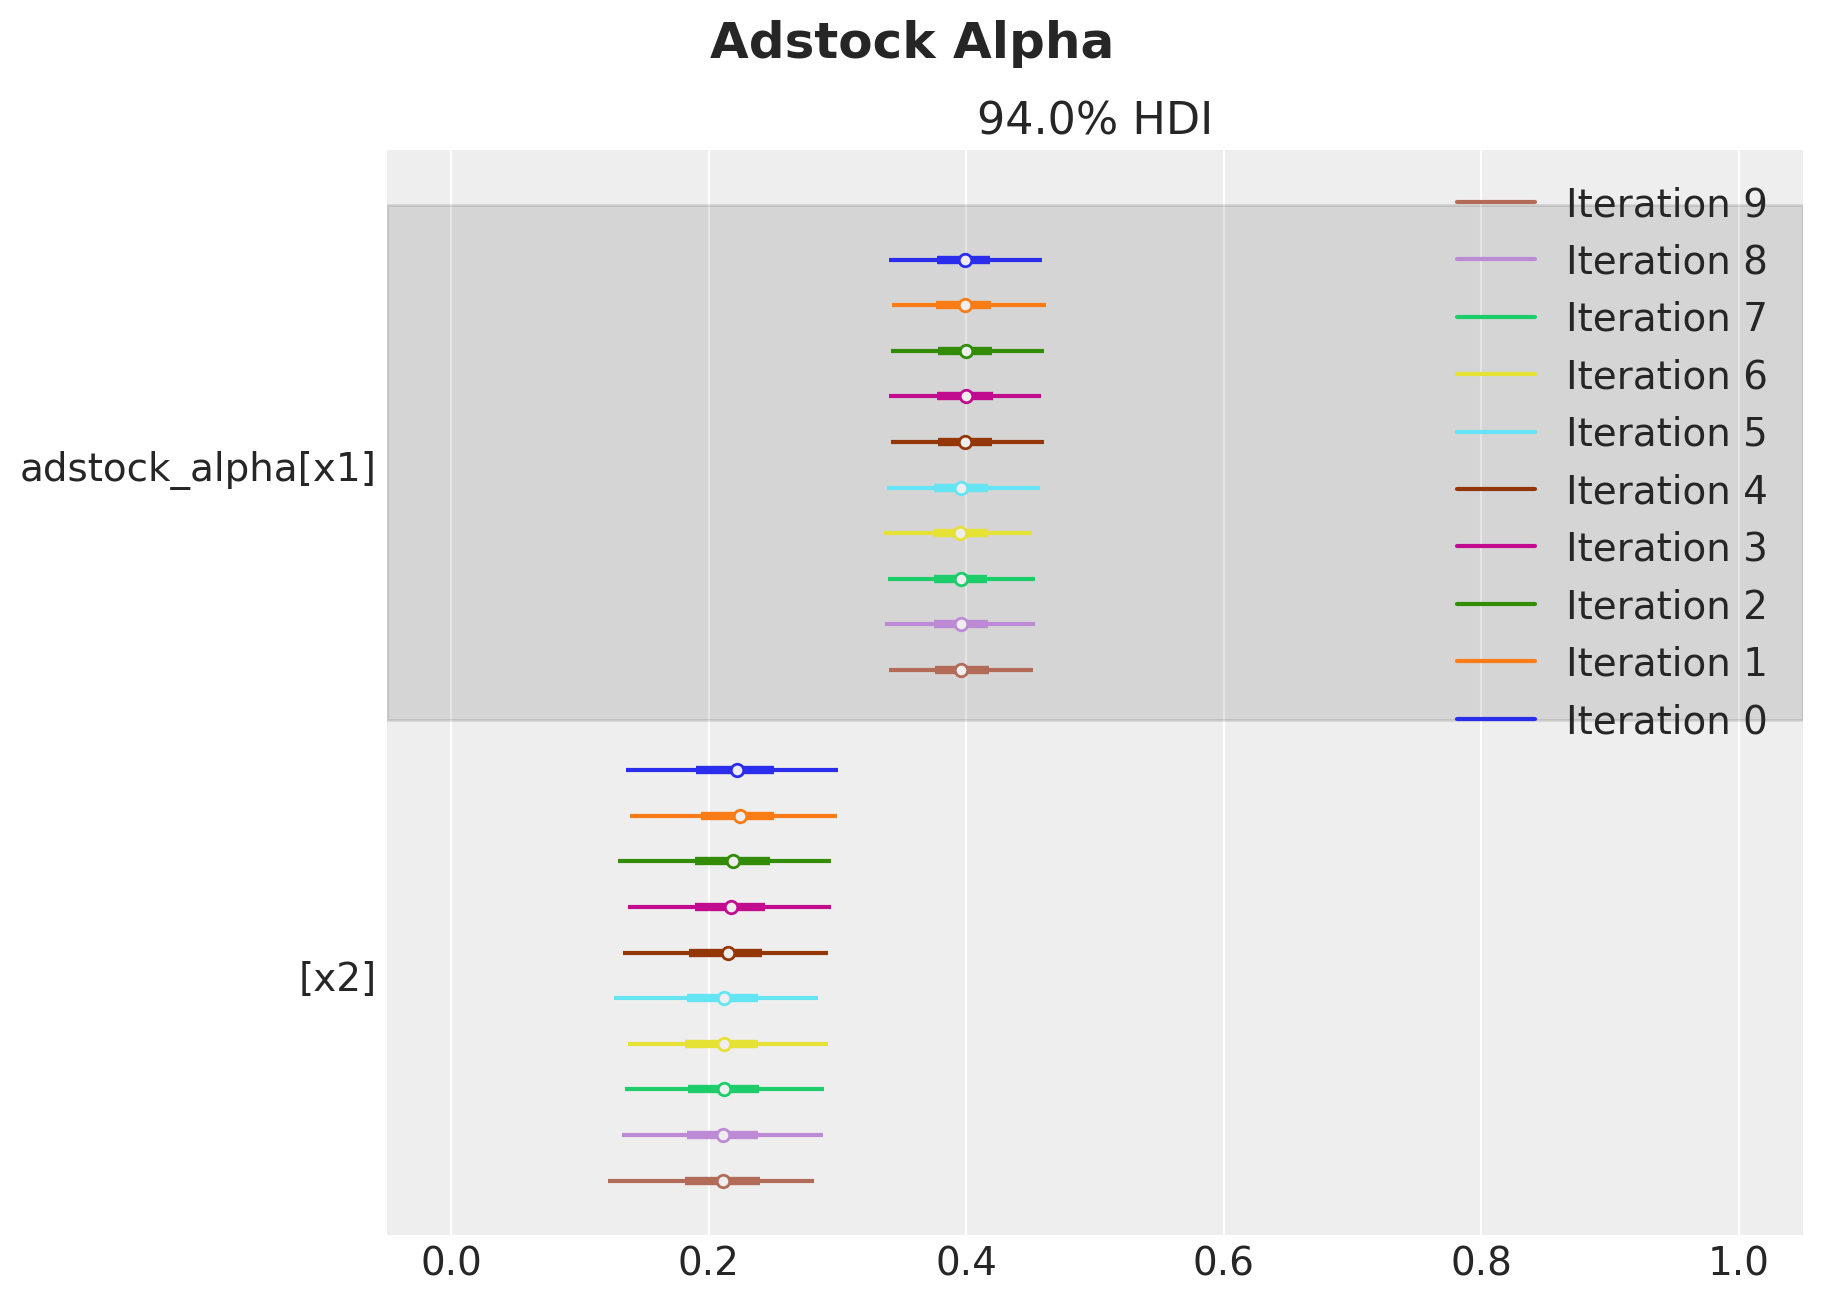 Adstock Alpha
94.0% HDI
Iteration 9
Iteration 8
Iteration 7
Iteration 6
Iteration 5
Iteration 4
Iteration 3
Iteration 2
Iteration 1
Iteration 0
adstock_alpha[x1]
[x2]
0.0 0.2 0.4 0.6 0.8 1.0